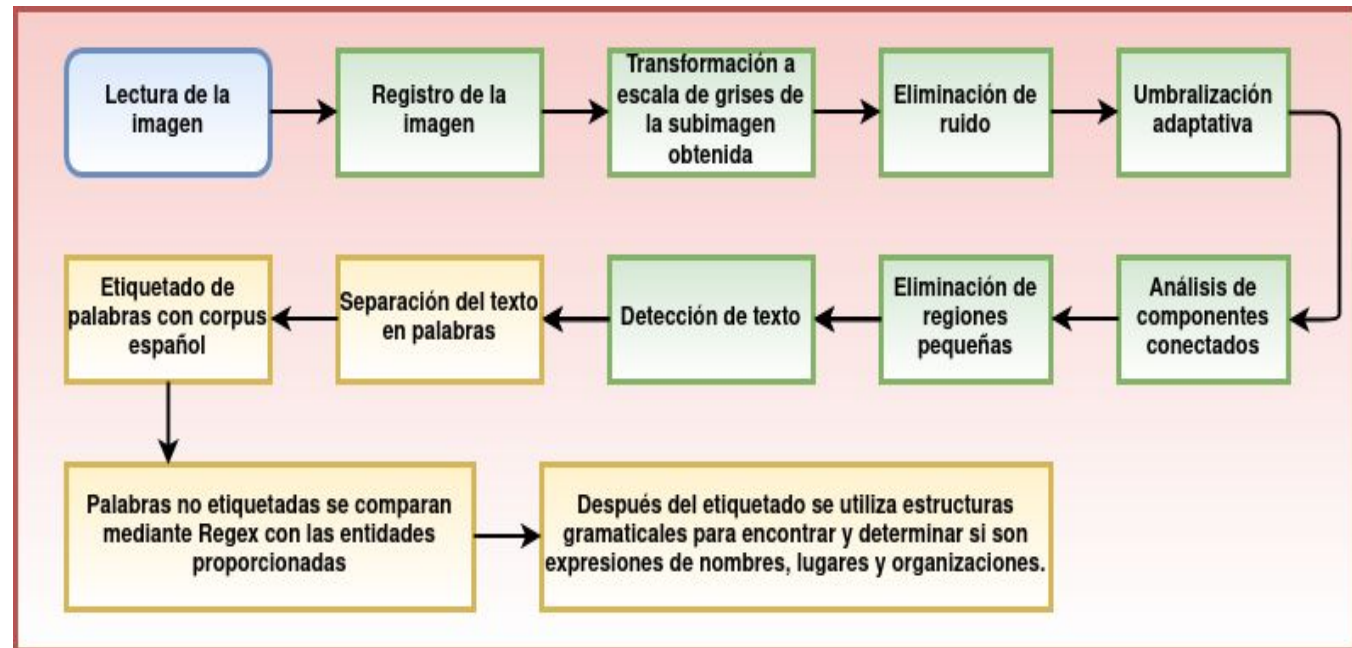 Lectura de la
imagen
Registro de la
imagen
Transformación a
escala de grises de
la subimagen
obtenida
Eliminación de
ruido
Umbralización
adaptativa
Análisis de
componentes
conectados
Eliminación de
regiones
pequeñas
Detección de texto
Separación del texto
en palabras
Etiquetado de
palabras con corpus
español
Palabras no etiquetadas se comparan
mediante Regex con las entidades
proporcionadas
Después del etiquetado se utiliza estructuras
gramaticales para encontrar y determinar si son
expresiones de nombres, lugares y organizaciones.